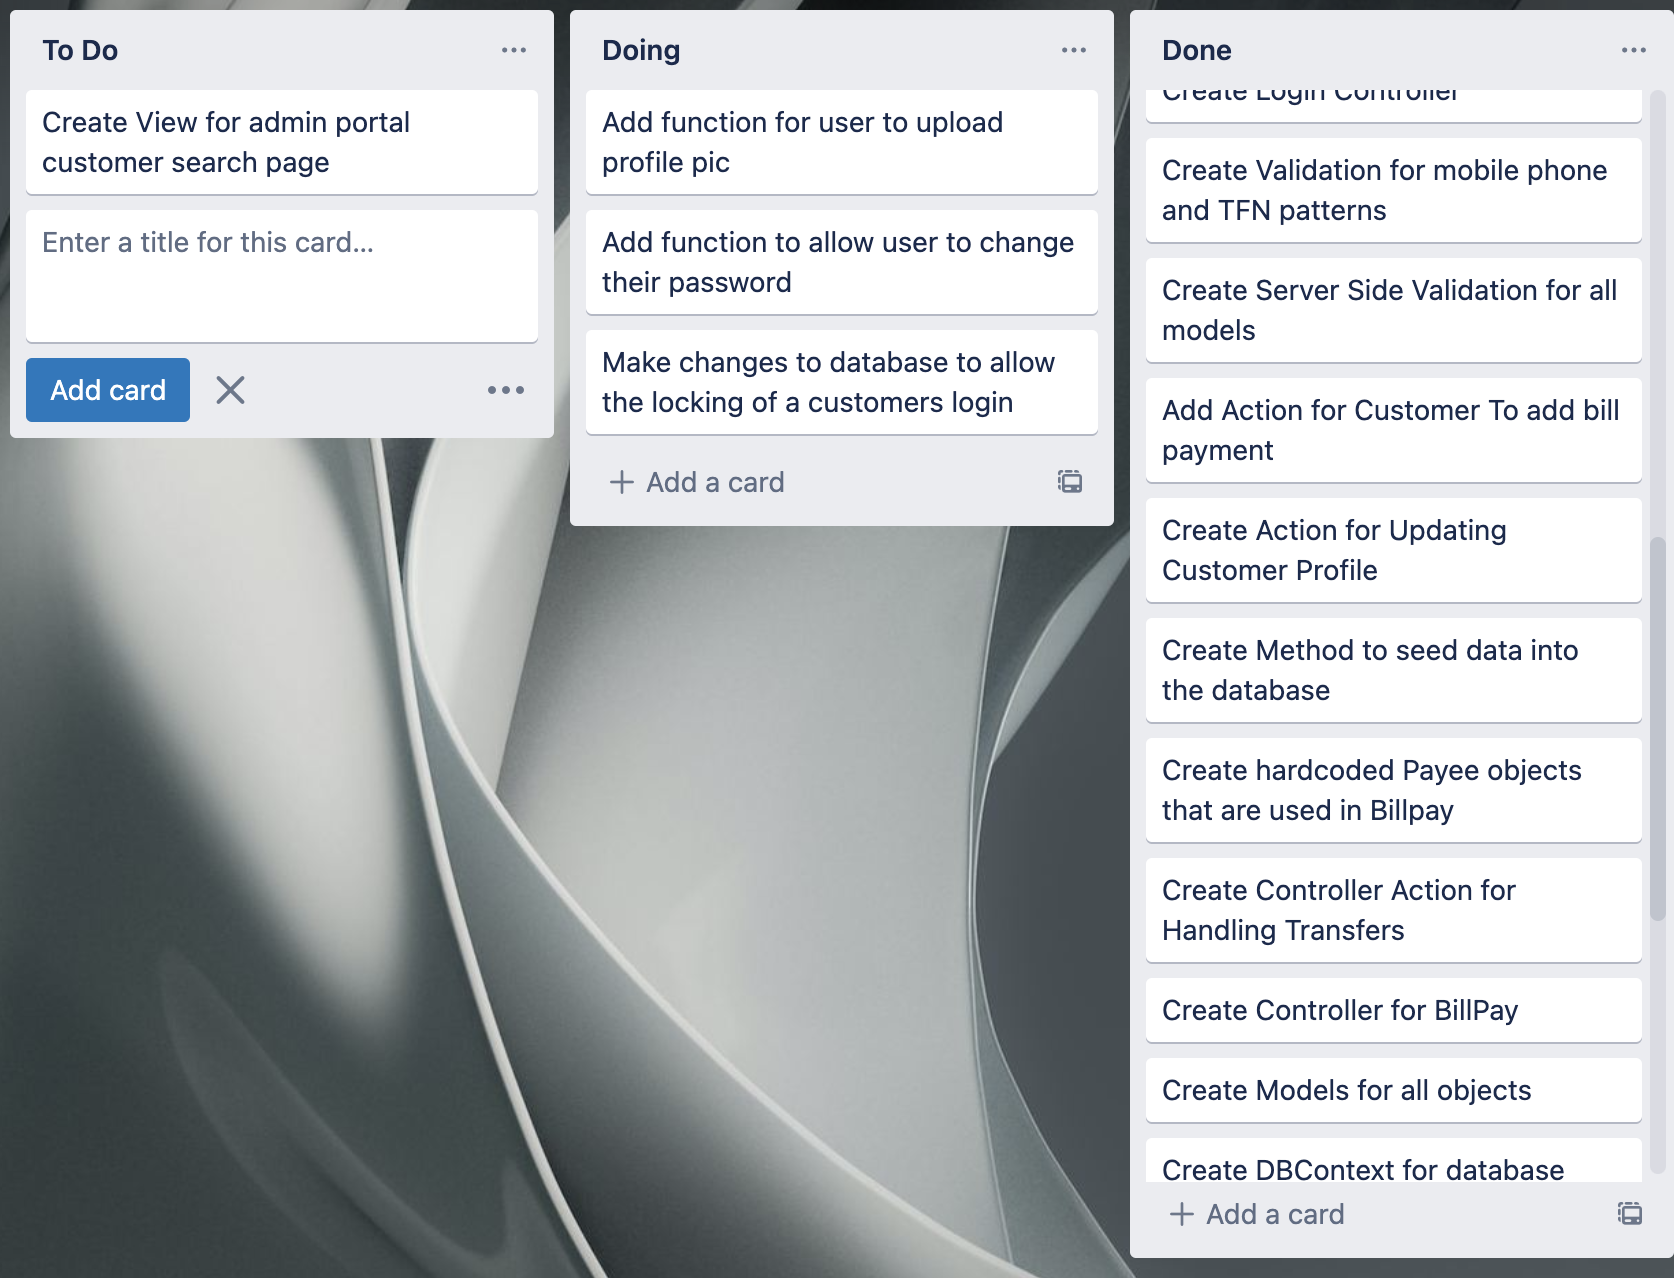 To Do
Create View for admin portal
customer search page
Enter a title for this card...
Add card
Doing
Add function for user to upload
profile pic
Add function to allow user to change
their password
Make changes to database to allow
the locking of a customers login
Add a card
Done
Create Login Controller
Create Validation for mobile phone
and TFN patterns
Create Server Side Validation for all
models
Add Action for Customer To add bill
payment
Create Action for Updating
Customer Profile
Create Method to seed data into
the database
Create hardcoded Payee objects
that are used in Billpay
Create Controller Action for
Handling Transfers
Create Controller for BillPay
Create Models for all objects
Create DBContext for database
Add a card